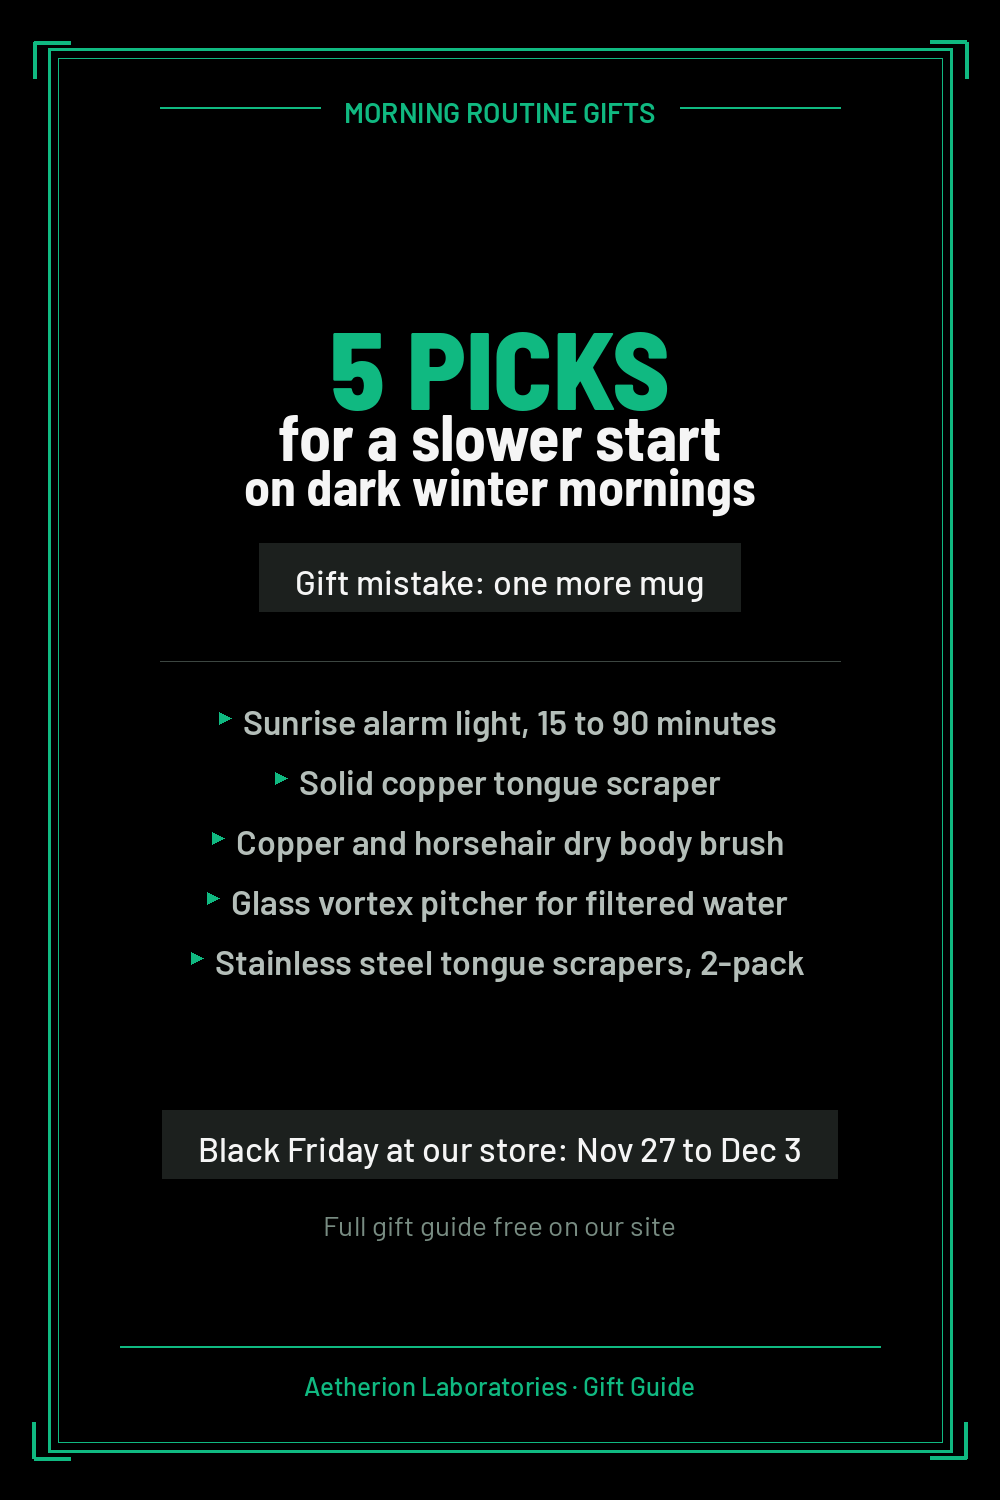 MORNING ROUTINE GIFTS
5 PICKS
for a slower start
on dark winter mornings
Gift mistake: one more mug
Sunrise alarm light, 15 to 90 minutes
Solid copper tongue scraper
Copper and horsehair dry body brush
Glass vortex pitcher for filtered water
Stainless steel tongue scrapers, 2-pack
Black Friday at our store: Nov 27 to Dec 3
Full gift guide free on our site
Aetherion Laboratories · Gift Guide